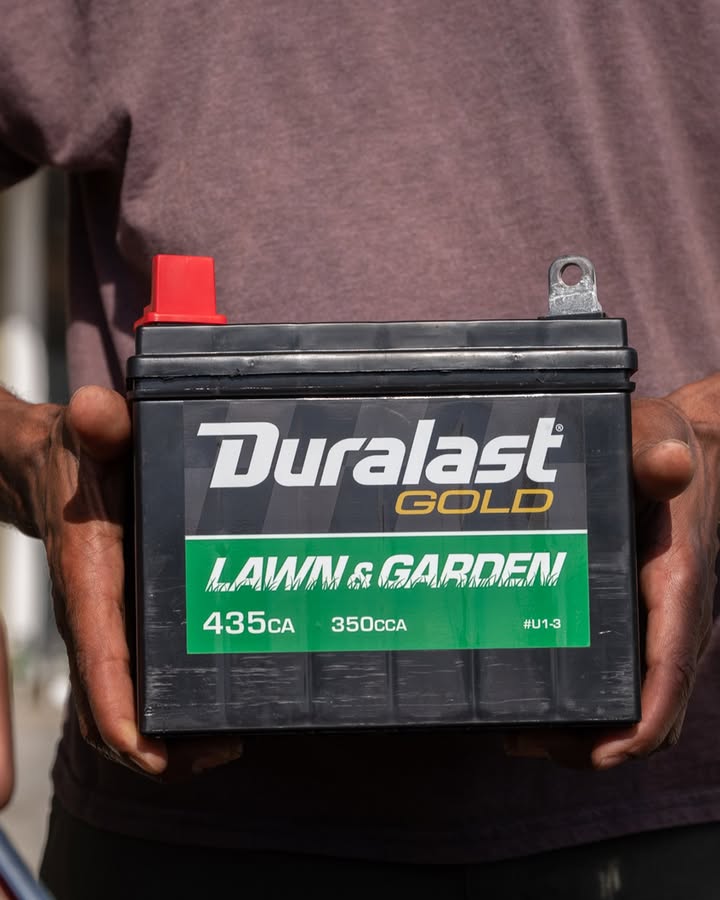 Duralast®
GOLD
LAWN & GARDEN
435CA 350CCA #U1-3